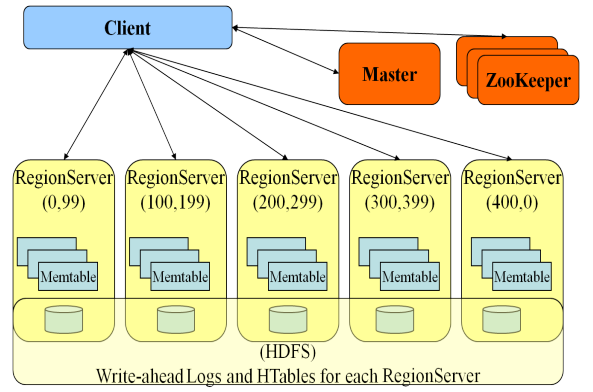 Client
Master
ZooKeeper
RegionServer
(0,99)
RegionServer
(100,199)
RegionServer
(200,299)
RegionServer
(300,399)
RegionServer
(400,0)
Memtable
Memtable
Memtable
Memtable
Memtable
(HDFS)
Write-ahead Logs and HTables for each RegionServer